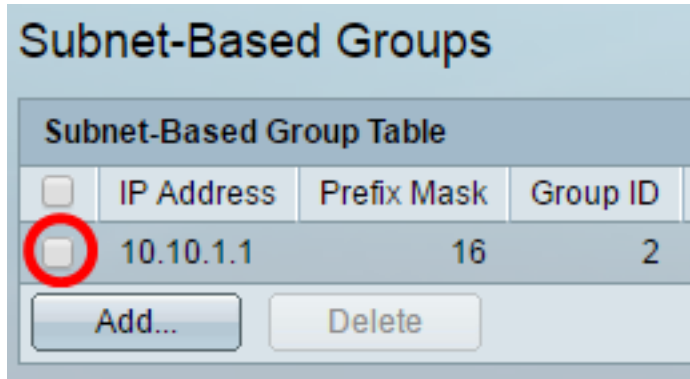 Subnet-Based Groups
Subnet-Based Group Table
IP Address Prefix Mask Group ID
10.10.1.1 16 2
Add... Delete